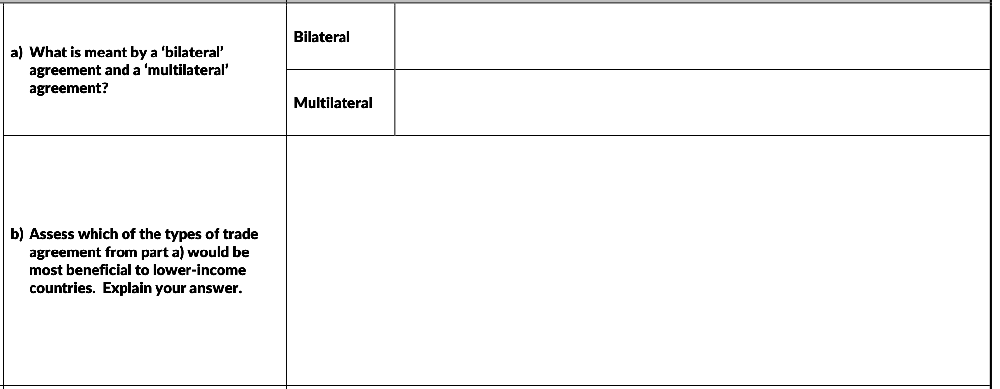 a) What is meant by a ‘bilateral’
agreement and a ‘multilateral’
agreement?
Bilateral
Multilateral
b) Assess which of the types of trade
agreement from part a) would be
most beneficial to lower-income
countries.  Explain your answer.